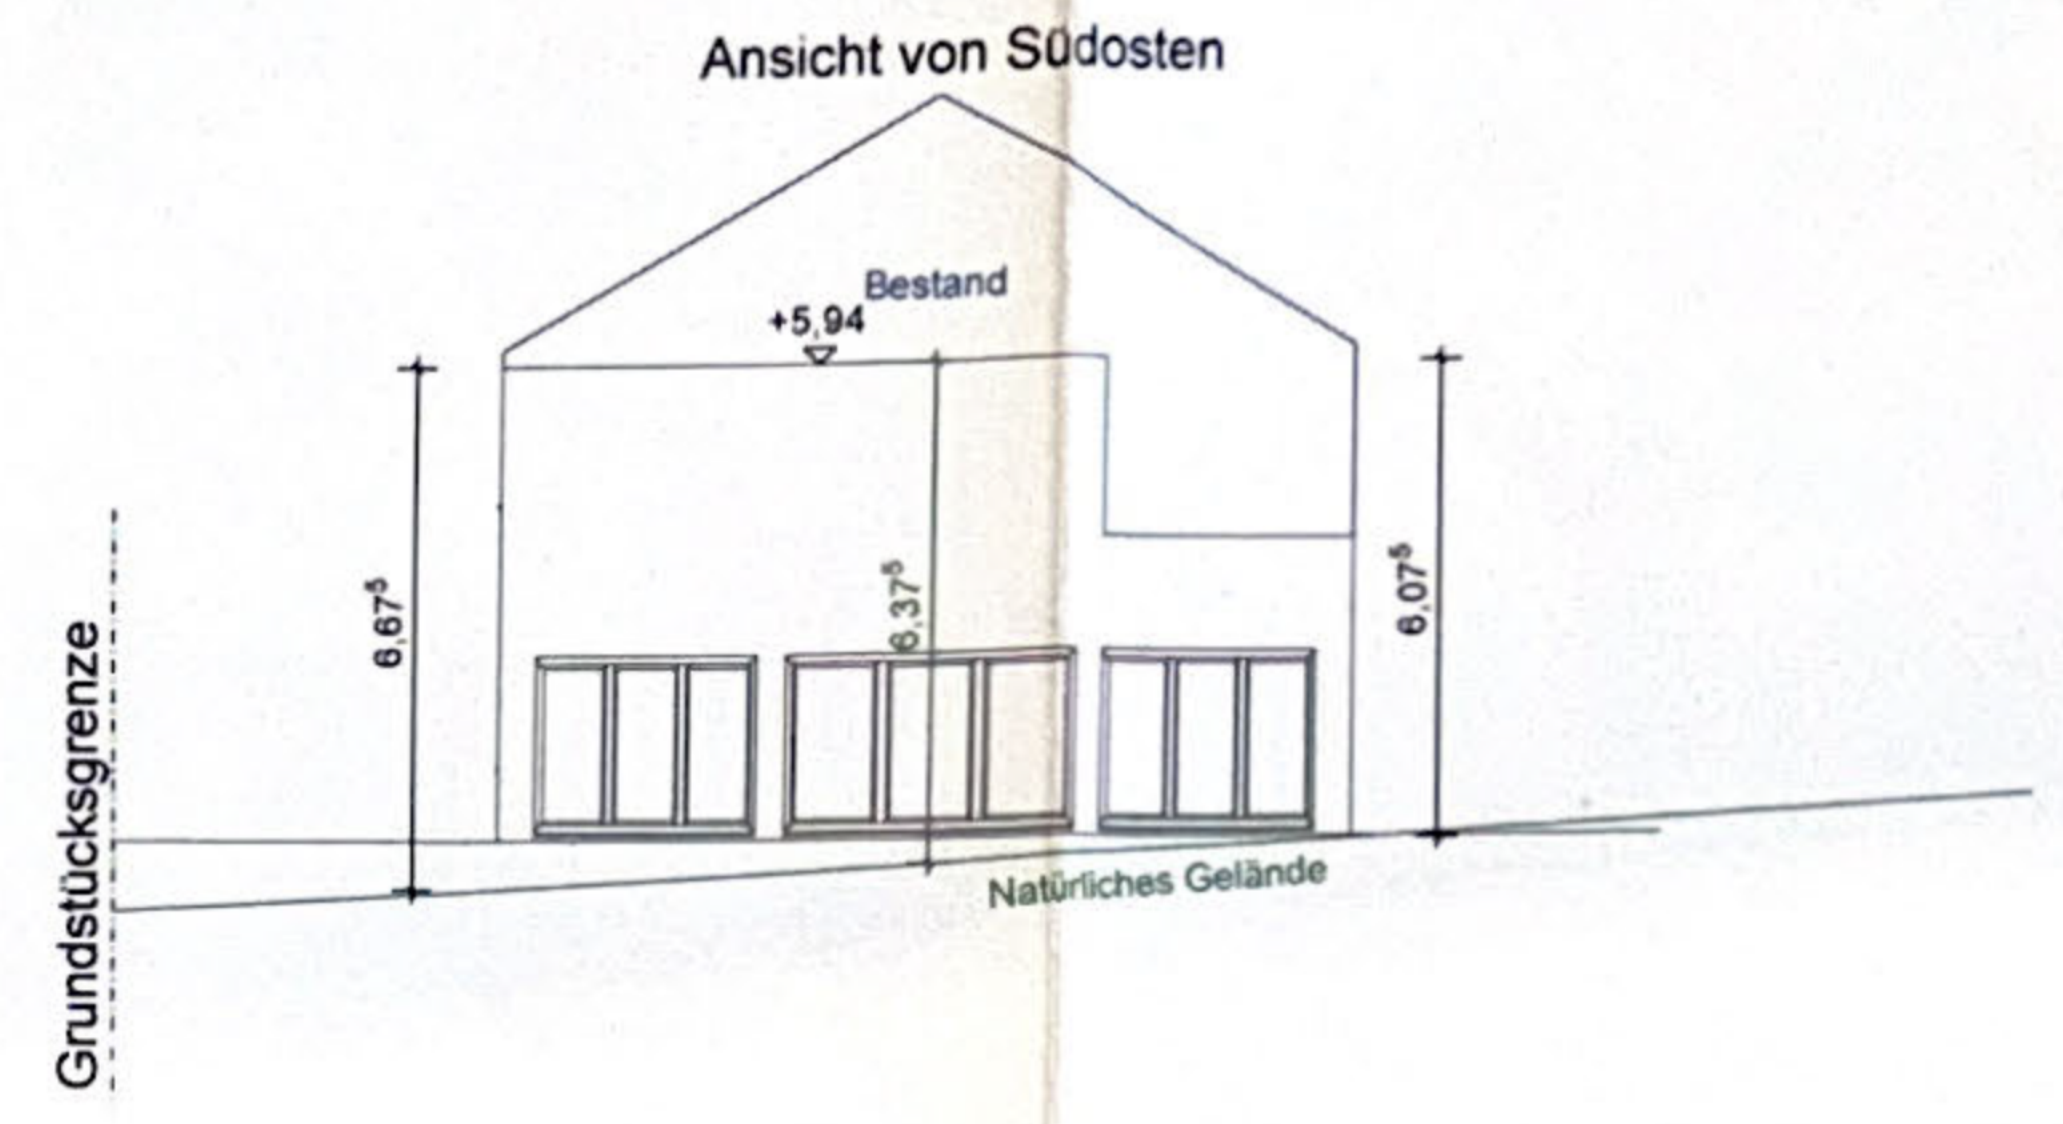 Ansicht von Südosten
Bestand
+5,94
6,67⁵
6,37⁵
6,07⁵
Natürliches Gelände
Grundstücksgrenze